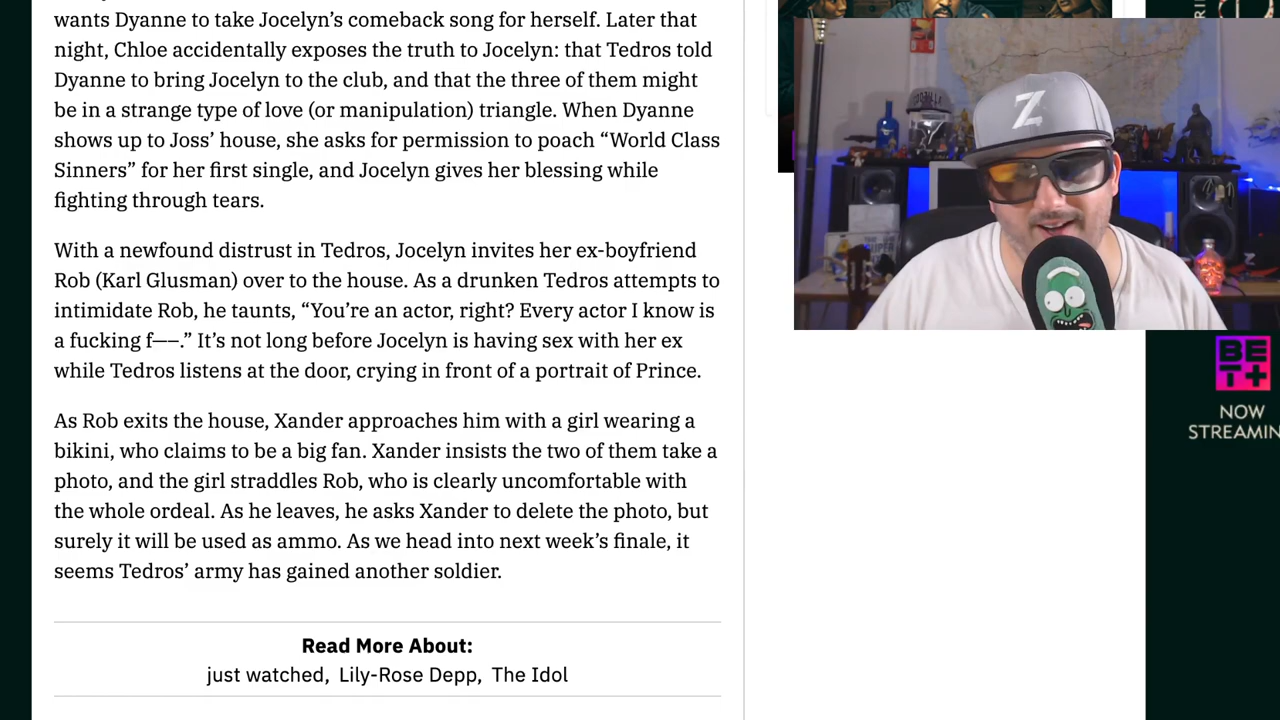 wants Dyanne to take Jocelyn’s comeback song for herself. Later that
night, Chloe accidentally exposes the truth to Jocelyn: that Tedros told
Dyanne to bring Jocelyn to the club, and that the three of them might
be in a strange type of love (or manipulation) triangle. When Dyanne
shows up to Joss’ house, she asks for permission to poach “World Class
Sinners” for her first single, and Jocelyn gives her blessing while
fighting through tears.
With a newfound distrust in Tedros, Jocelyn invites her ex-boyfriend
Rob (Karl Glusman) over to the house. As a drunken Tedros attempts to
intimidate Rob, he taunts, “You’re an actor, right? Every actor I know is
a fucking f——.” It’s not long before Jocelyn is having sex with her ex
while Tedros listens at the door, crying in front of a portrait of Prince.
As Rob exits the house, Xander approaches him with a girl wearing a
bikini, who claims to be a big fan. Xander insists the two of them take a
photo, and the girl straddles Rob, who is clearly uncomfortable with
the whole ordeal. As he leaves, he asks Xander to delete the photo, but
surely it will be used as ammo. As we head into next week’s finale, it
seems Tedros’ army has gained another soldier.
Read More About:
just watched, Lily-Rose Depp, The Idol
Z
BE
T+
NOW
STREAMIN